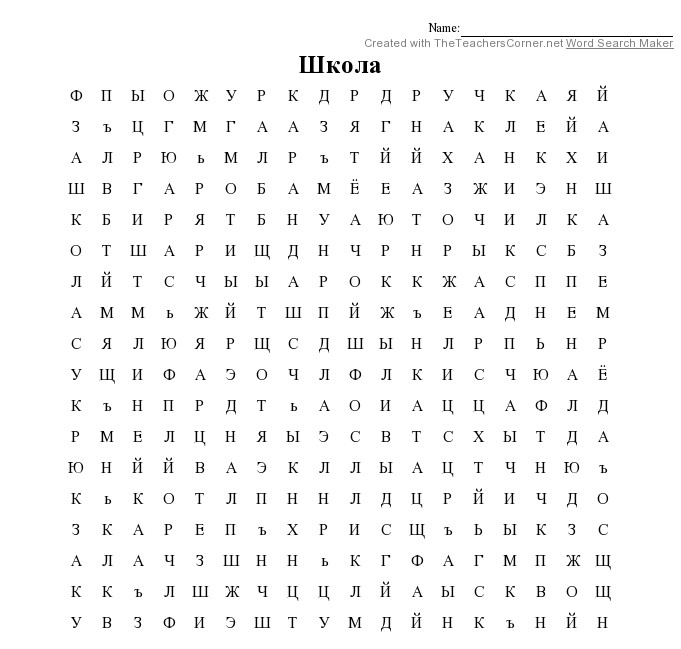 Name:
Created with TheTeachersCorner.net Word Search Maker
Школа
Ф П Ы О Ж У Р К Д Р Д Р У Ч К А Я Й
З ъ Ц Г М Г А А З Я Г Н А К Л Е Й А
А Л Р Ю ь М Л Р ъ Т Й Й Х А Н К Х И
Ш В Г А Р О Б А М Ё Е А З Ж И Э Н Ш
К Б И Р Я Т Б Н У А Ю Т О Ч И Л К А
О Т Ш А Р И Щ Д Н Ч Р Н Р Ы К С Б З
Л Й Т С Ч Ы Ы А Р О К К Ж А С П П Е
А М М ь Ж Й Т Ш П Й Ж ъ Е А Д Н Е М
С Я Л Ю Я Р Щ С Д Ш Ы Н Л Р П Ь Н Р
У Щ И Ф А Э О Ч Л Ф Л К И С Ч Ю А Ё
К ъ Н П Р Д Т ь А О И А Ц Ц А Ф Л Д
Р М Е Л Ц Н Я Ы Э С В Т С Х Ы Т Д А
Ю Н Й Й В А Э К Л Л Ы А Ц Т Ч Н Ю ъ
К ь К О Т Л П Н Н Л Д Ц Р Й И Ч Д О
З К А Р Е П ъ Х Р И С Щ ъ Ь Ы К З С
А Л А Ч З Ш Н Н ь К Г Ф А Г М П Ж Щ
К К ъ Л Ш Ж Ч Ц Ц Л Й А Ы С К В О Щ
У В З Ф И Э Ш Т У М Д Й Н К ъ Н Й Н